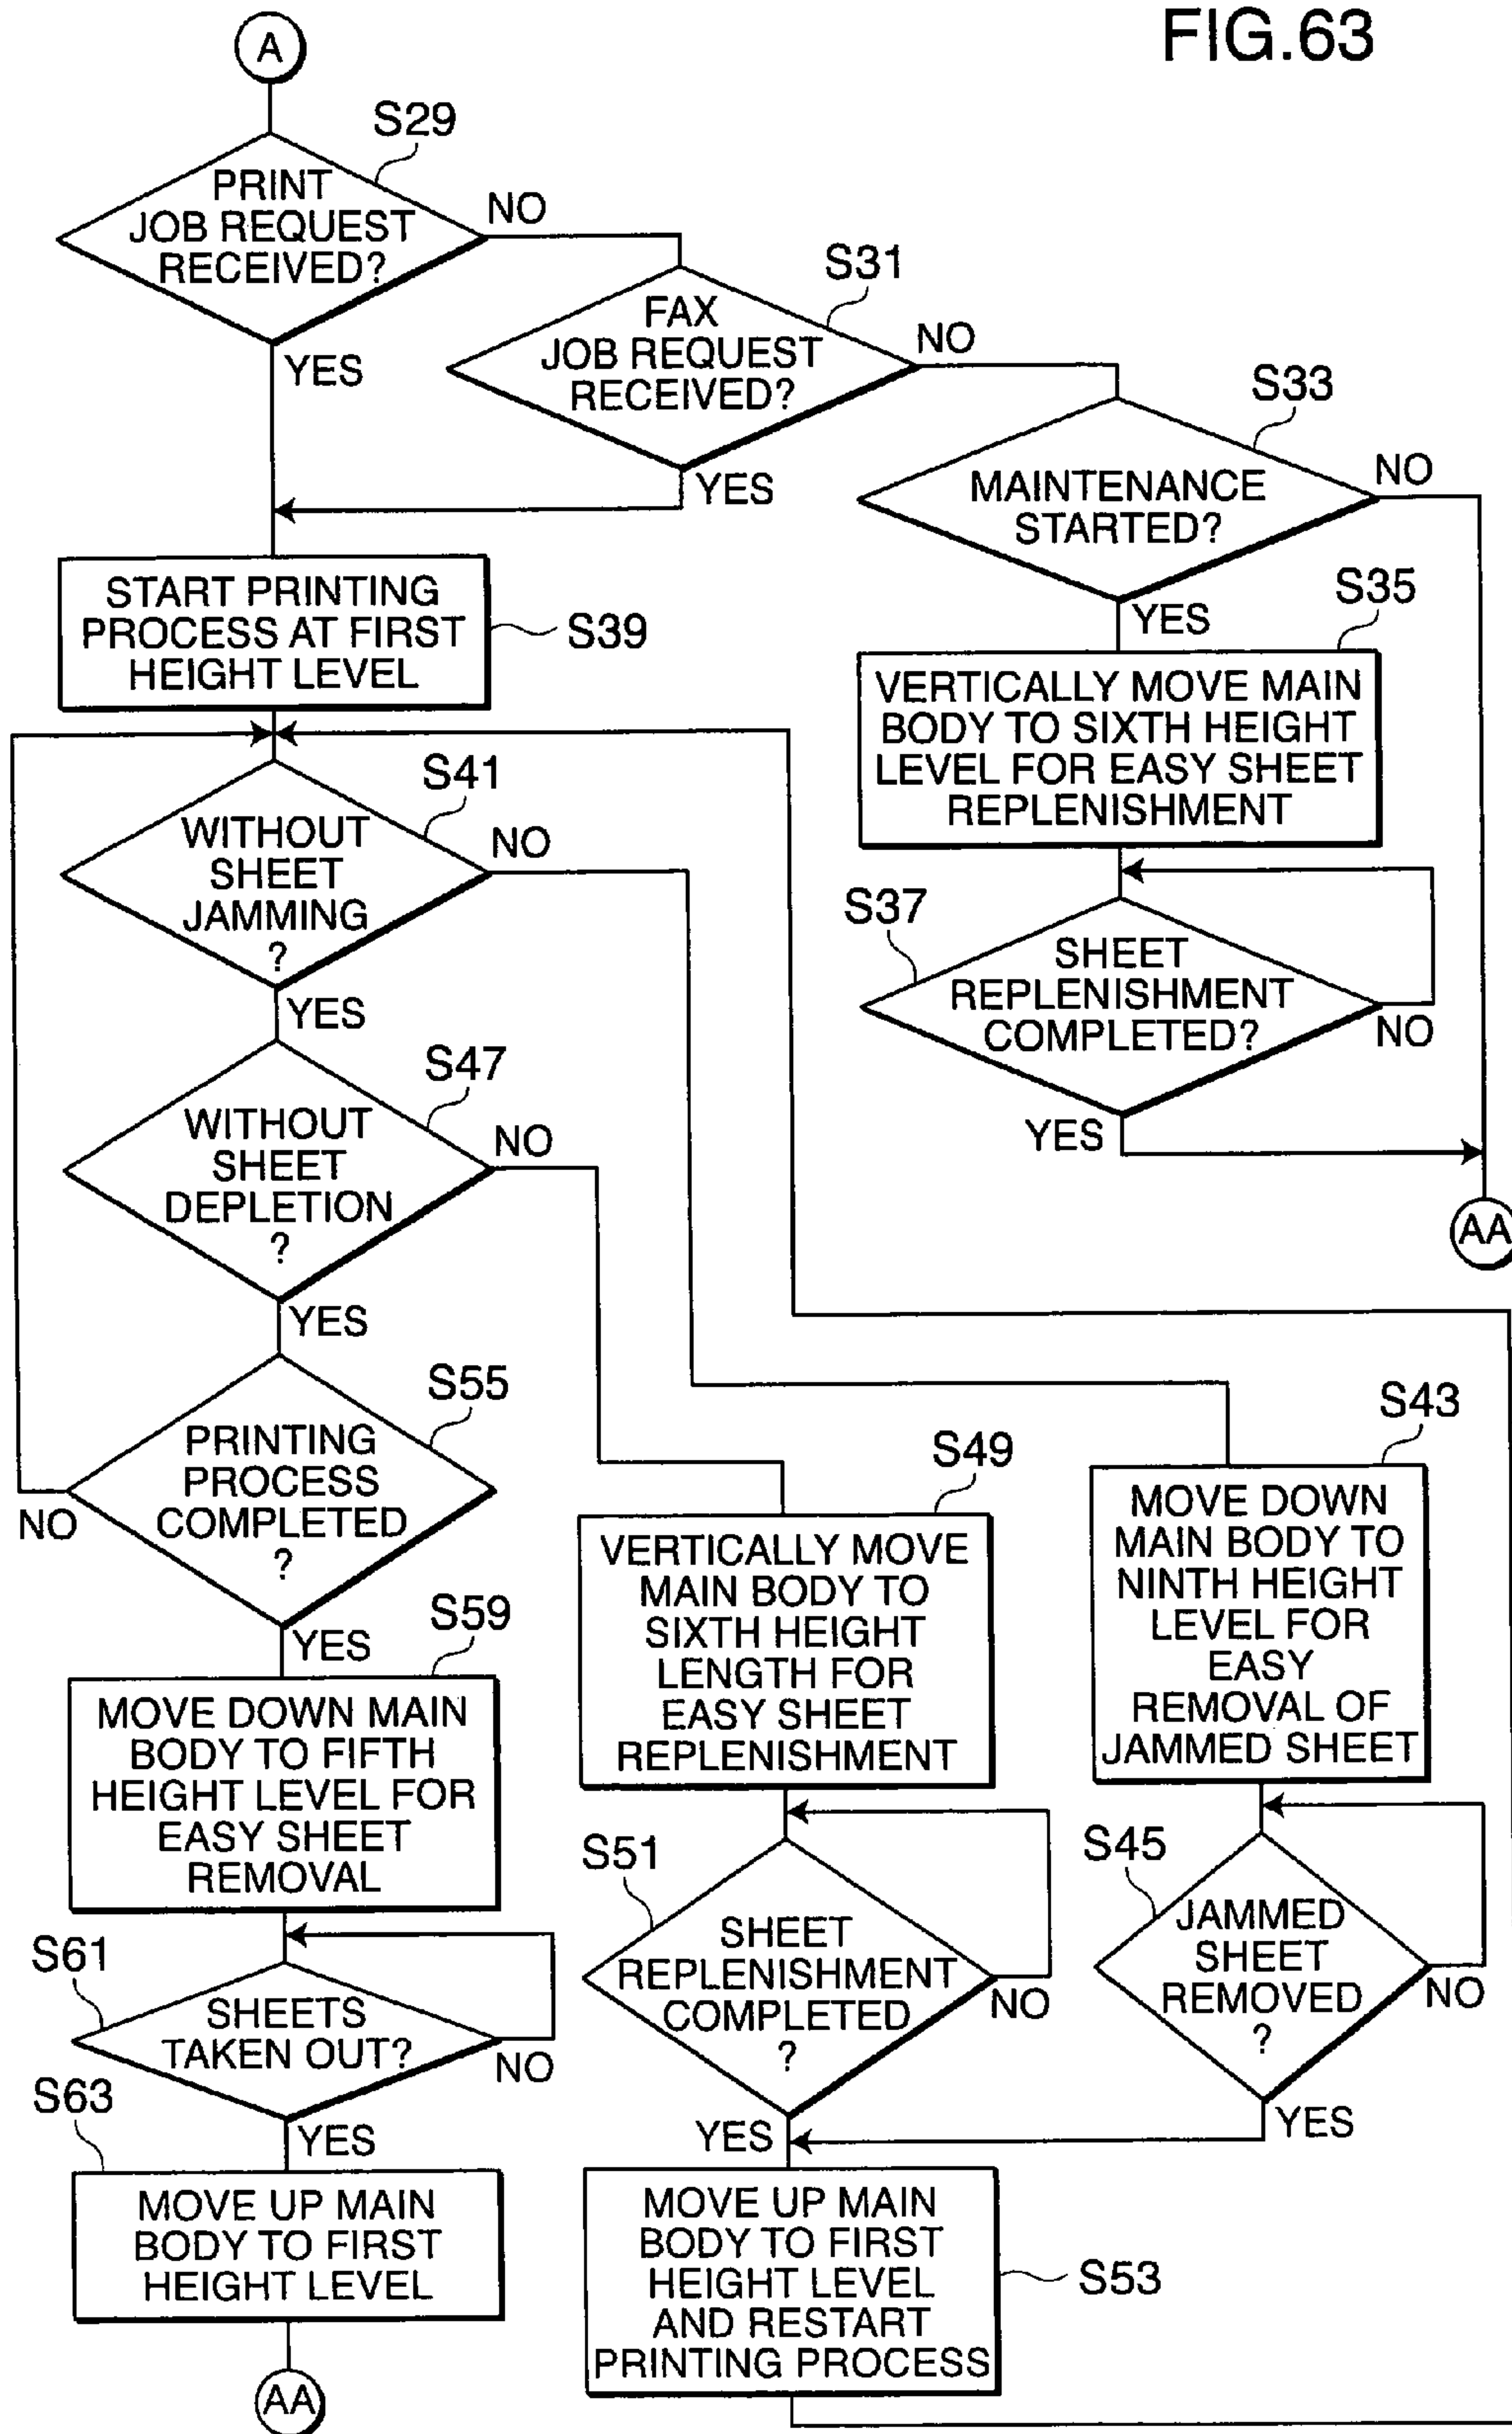 FIG.63
A
S29
PRINT
JOB REQUEST
RECEIVED?
NO
YES
S31
FAX
JOB REQUEST
RECEIVED?
NO
YES
S33
MAINTENANCE
STARTED?
NO
YES
S35
VERTICALLY MOVE MAIN
BODY TO SIXTH HEIGHT
LEVEL FOR EASY SHEET
REPLENISHMENT
S37
SHEET
REPLENISHMENT
COMPLETED?
NO
YES
AA
START PRINTING
PROCESS AT FIRST
HEIGHT LEVEL
S39
S41
WITHOUT
SHEET
JAMMING
?
NO
YES
S47
WITHOUT
SHEET
DEPLETION
?
NO
YES
S55
PRINTING
PROCESS
COMPLETED
?
NO
YES
S59
MOVE DOWN MAIN
BODY TO FIFTH
HEIGHT LEVEL FOR
EASY SHEET
REMOVAL
S61
SHEETS
TAKEN OUT?
NO
YES
S63
MOVE UP MAIN
BODY TO FIRST
HEIGHT LEVEL
AA
S49
VERTICALLY MOVE
MAIN BODY TO
SIXTH HEIGHT
LENGTH FOR
EASY SHEET
REPLENISHMENT
S51
SHEET
REPLENISHMENT
COMPLETED
?
NO
YES
S43
MOVE DOWN
MAIN BODY TO
NINTH HEIGHT
LEVEL FOR
EASY
REMOVAL OF
JAMMED SHEET
S45
JAMMED
SHEET
REMOVED
?
NO
YES
MOVE UP MAIN
BODY TO FIRST
HEIGHT LEVEL
AND RESTART
PRINTING PROCESS
S53